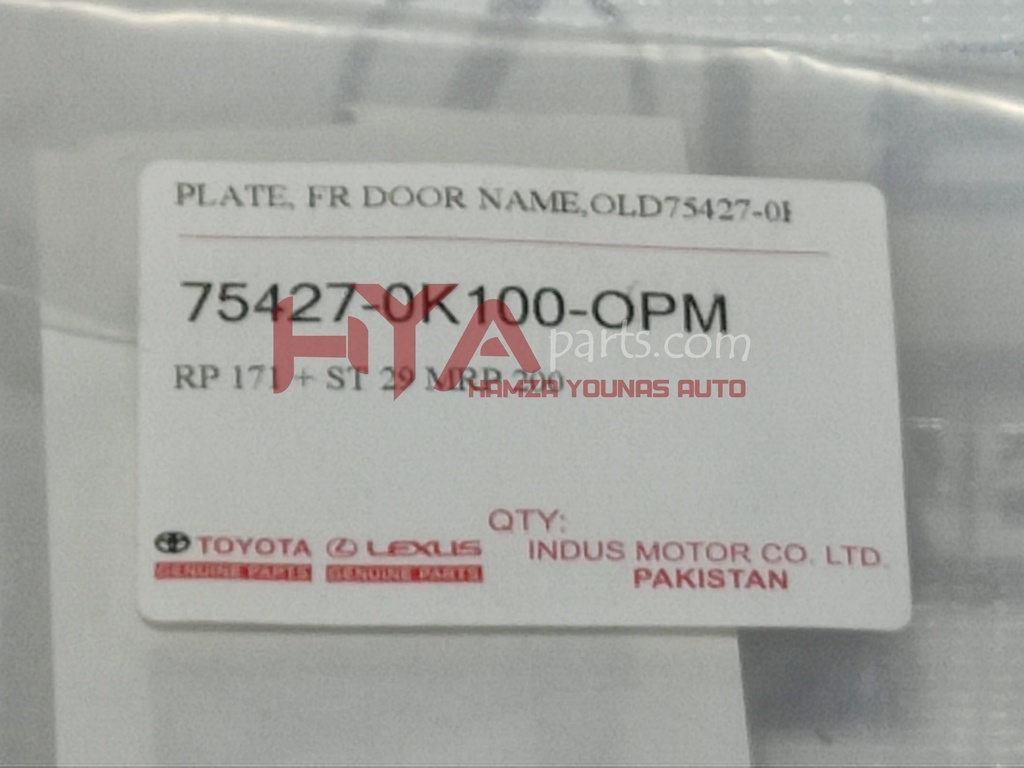 PLATE, FR DOOR NAME,OLD75427-0
75427-0K100-OPM
HYA parts.com
RP 171 + ST 29 MRP 200
HAMZA YOUNAS AUTO
QTY:
TOYOTA LEXUS INDUS MOTOR CO. LTD.
GENUINE PARTS GENUINE PARTS PAKISTAN